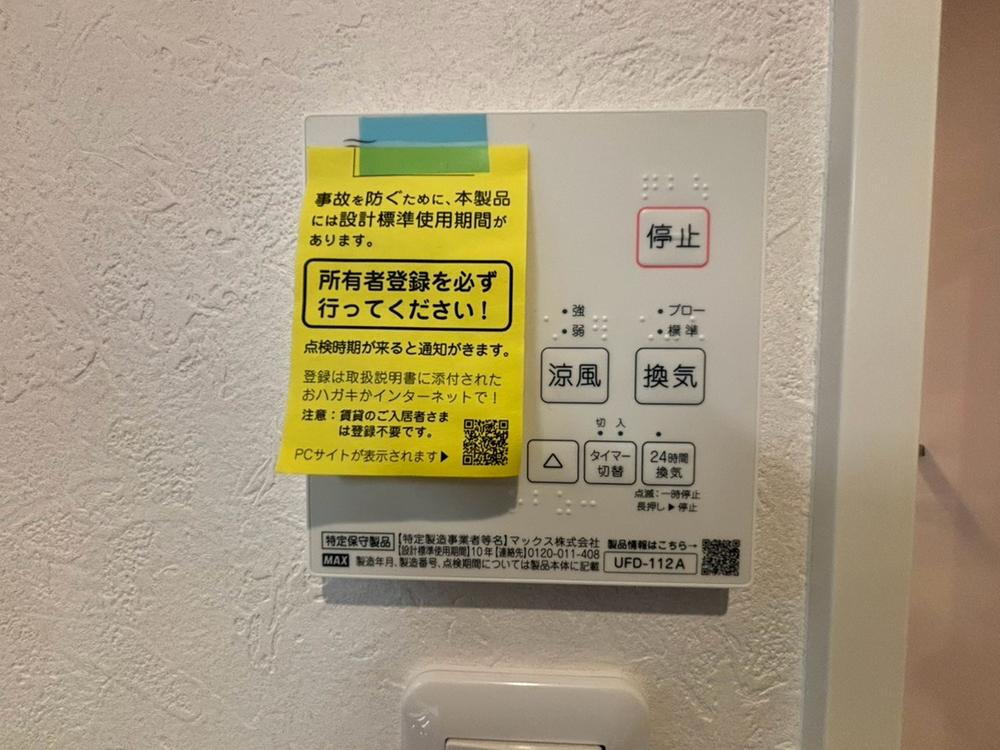 事故を防ぐために、本製品
には設計標準使用期間が
あります。
所有者登録を必ず
行ってください！
点検時期が来ると通知がきます。
登録は取扱説明書に添付された
おハガキかインターネットで！
注意：賃貸のご入居者さま
は登録不要です。
PCサイトが表示されます▶
停止
強
弱
ブロー
標準
涼風
換気
切 入
△
タイマー
切替
24時間
換気
点滅：一時停止
長押し▶停止
特定保守製品
【特定製造事業者等名】マックス株式会社
【設計標準使用期間】10年【連絡先】0120-011-408
製品情報はこちら→
MAX
製造年月、製造番号、点検期間については製品本体に記載
UFD-112A